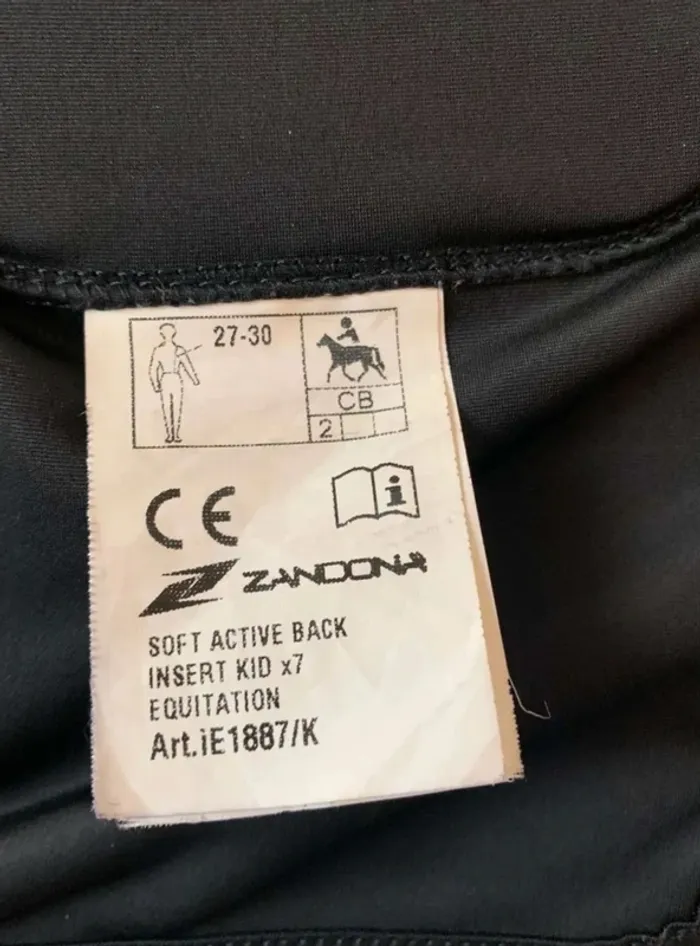 27-30
CB
2
CE
ZANDONA
SOFT ACTIVE BACK
INSERT KID x7
EQUITATION
Art.iE1887/K